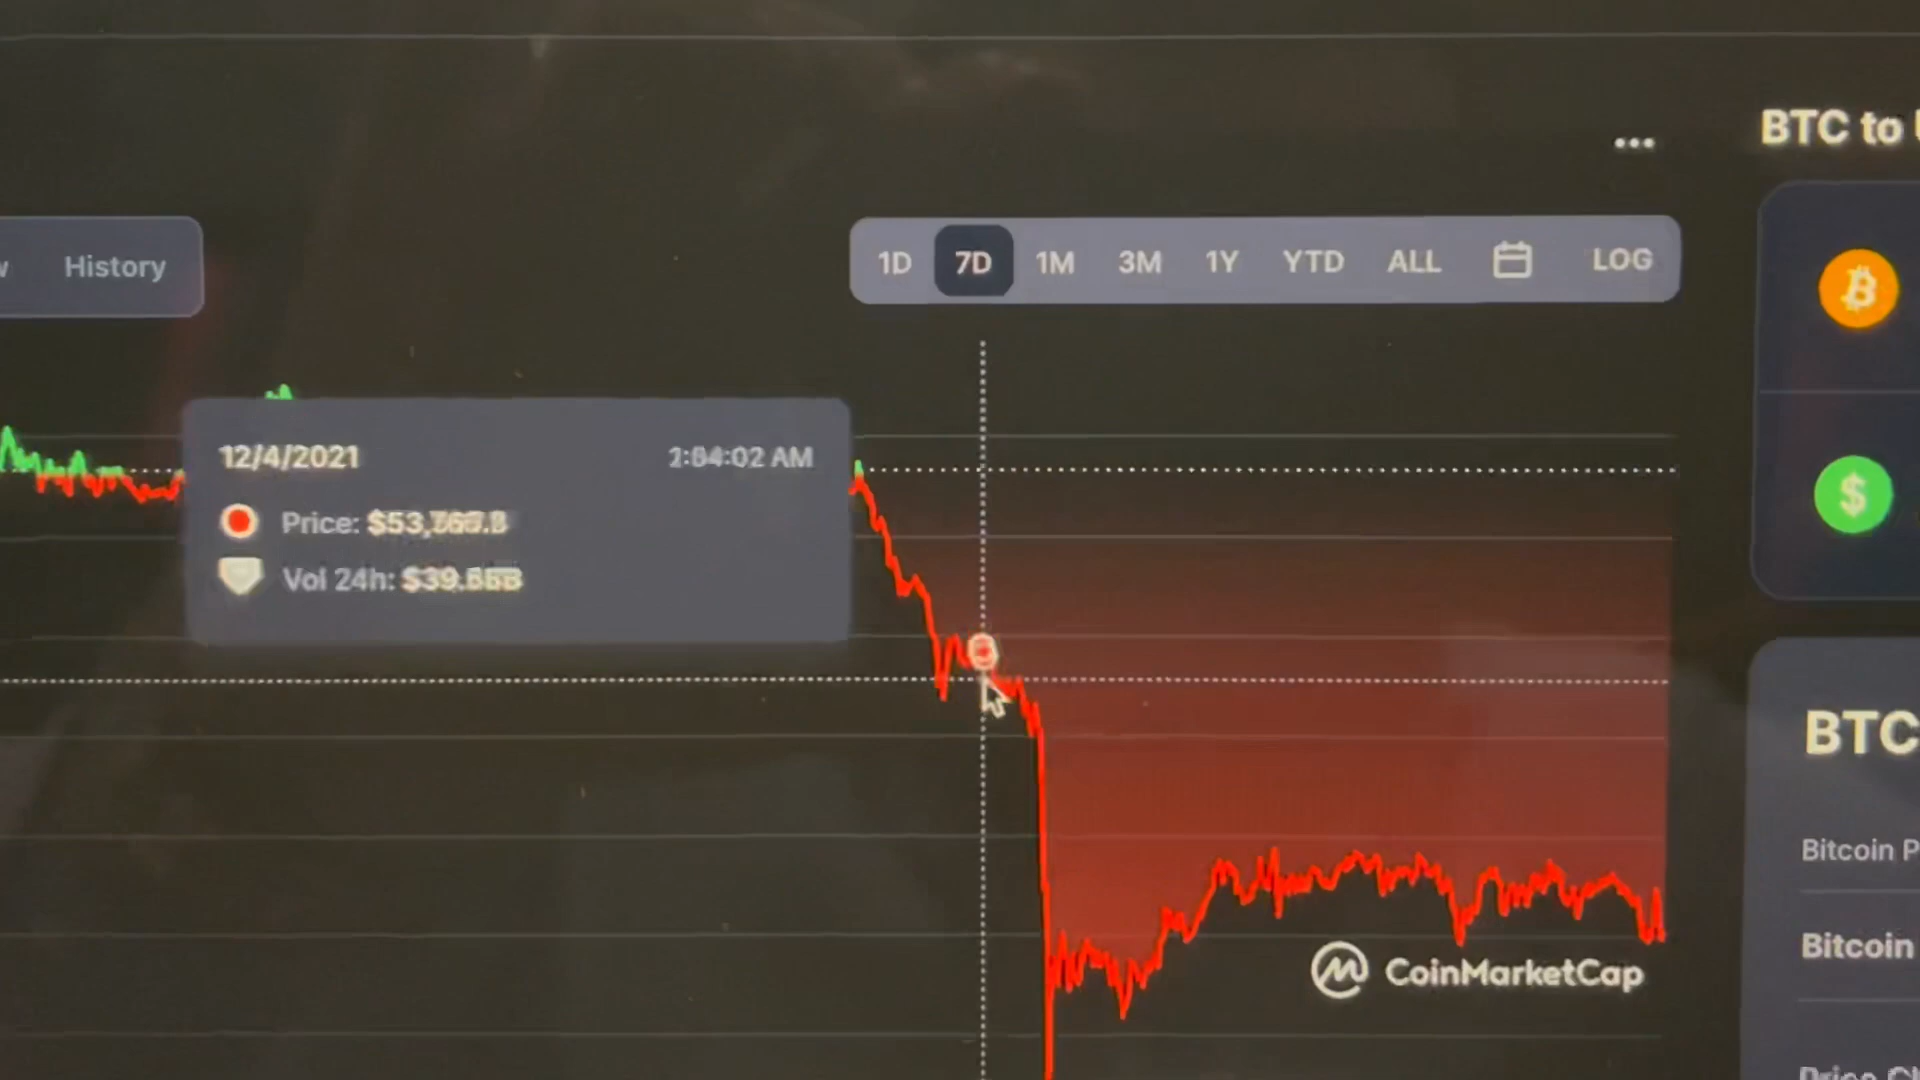 BTC to
History
1D 7D 1M 3M 1Y YTD ALL LOG
12/4/2021
Price:
Vol 24h:
BTC
Bitcoin P
Bitcoin
CoinMarketCap